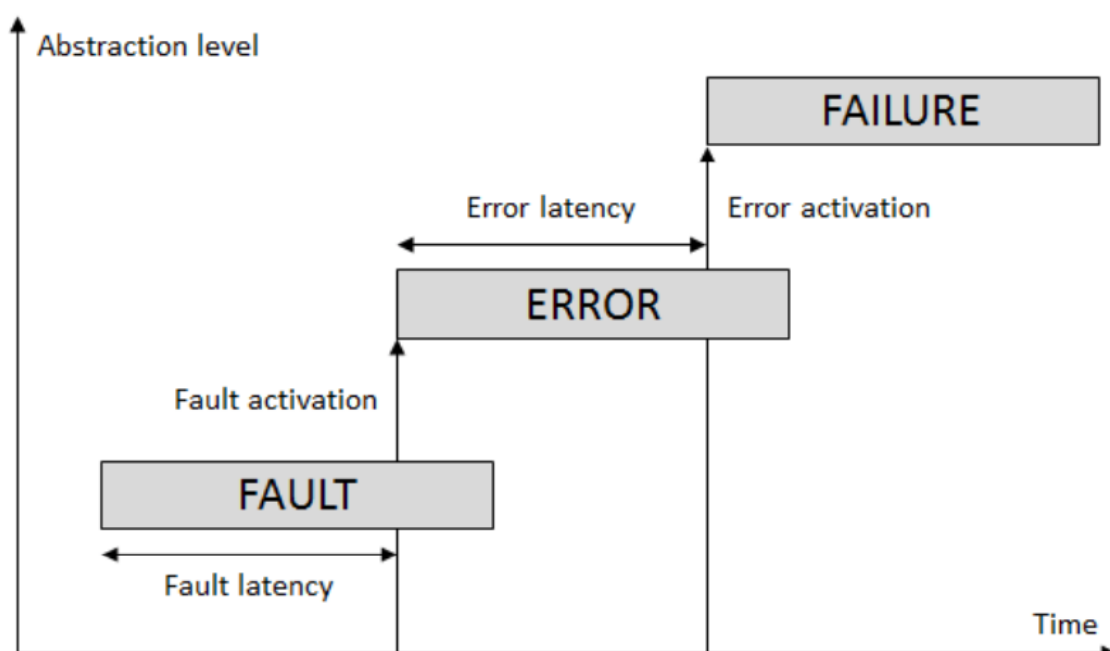 Abstraction level
FAILURE
Error latency
Error activation
ERROR
Fault activation
FAULT
Fault latency
Time